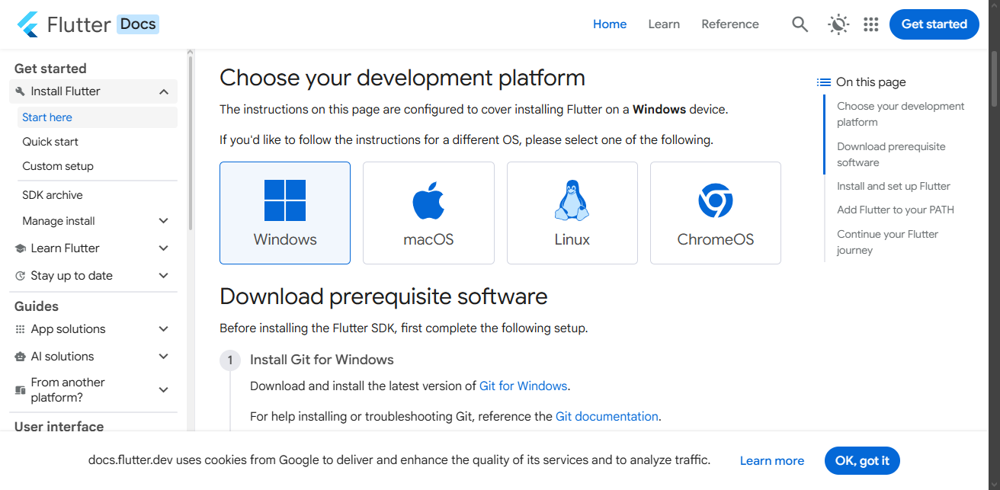 Flutter Docs
Home Learn Reference Get started
Get started
Install Flutter
Start here
Quick start
Custom setup
SDK archive
Manage install
Learn Flutter
Stay up to date
Guides
App solutions
AI solutions
From another
platform?
User interface
Choose your development platform
The instructions on this page are configured to cover installing Flutter on a Windows device.
If you'd like to follow the instructions for a different OS, please select one of the following.
Windows macOS Linux ChromeOS
Download prerequisite software
Before installing the Flutter SDK, first complete the following setup.
1 Install Git for Windows
Download and install the latest version of Git for Windows.
For help installing or troubleshooting Git, reference the Git documentation.
On this page
Choose your development
platform
Download prerequisite
software
Install and set up Flutter
Add Flutter to your PATH
Continue your Flutter
journey
docs.flutter.dev uses cookies from Google to deliver and enhance the quality of its services and to analyze traffic. Learn more OK, got it